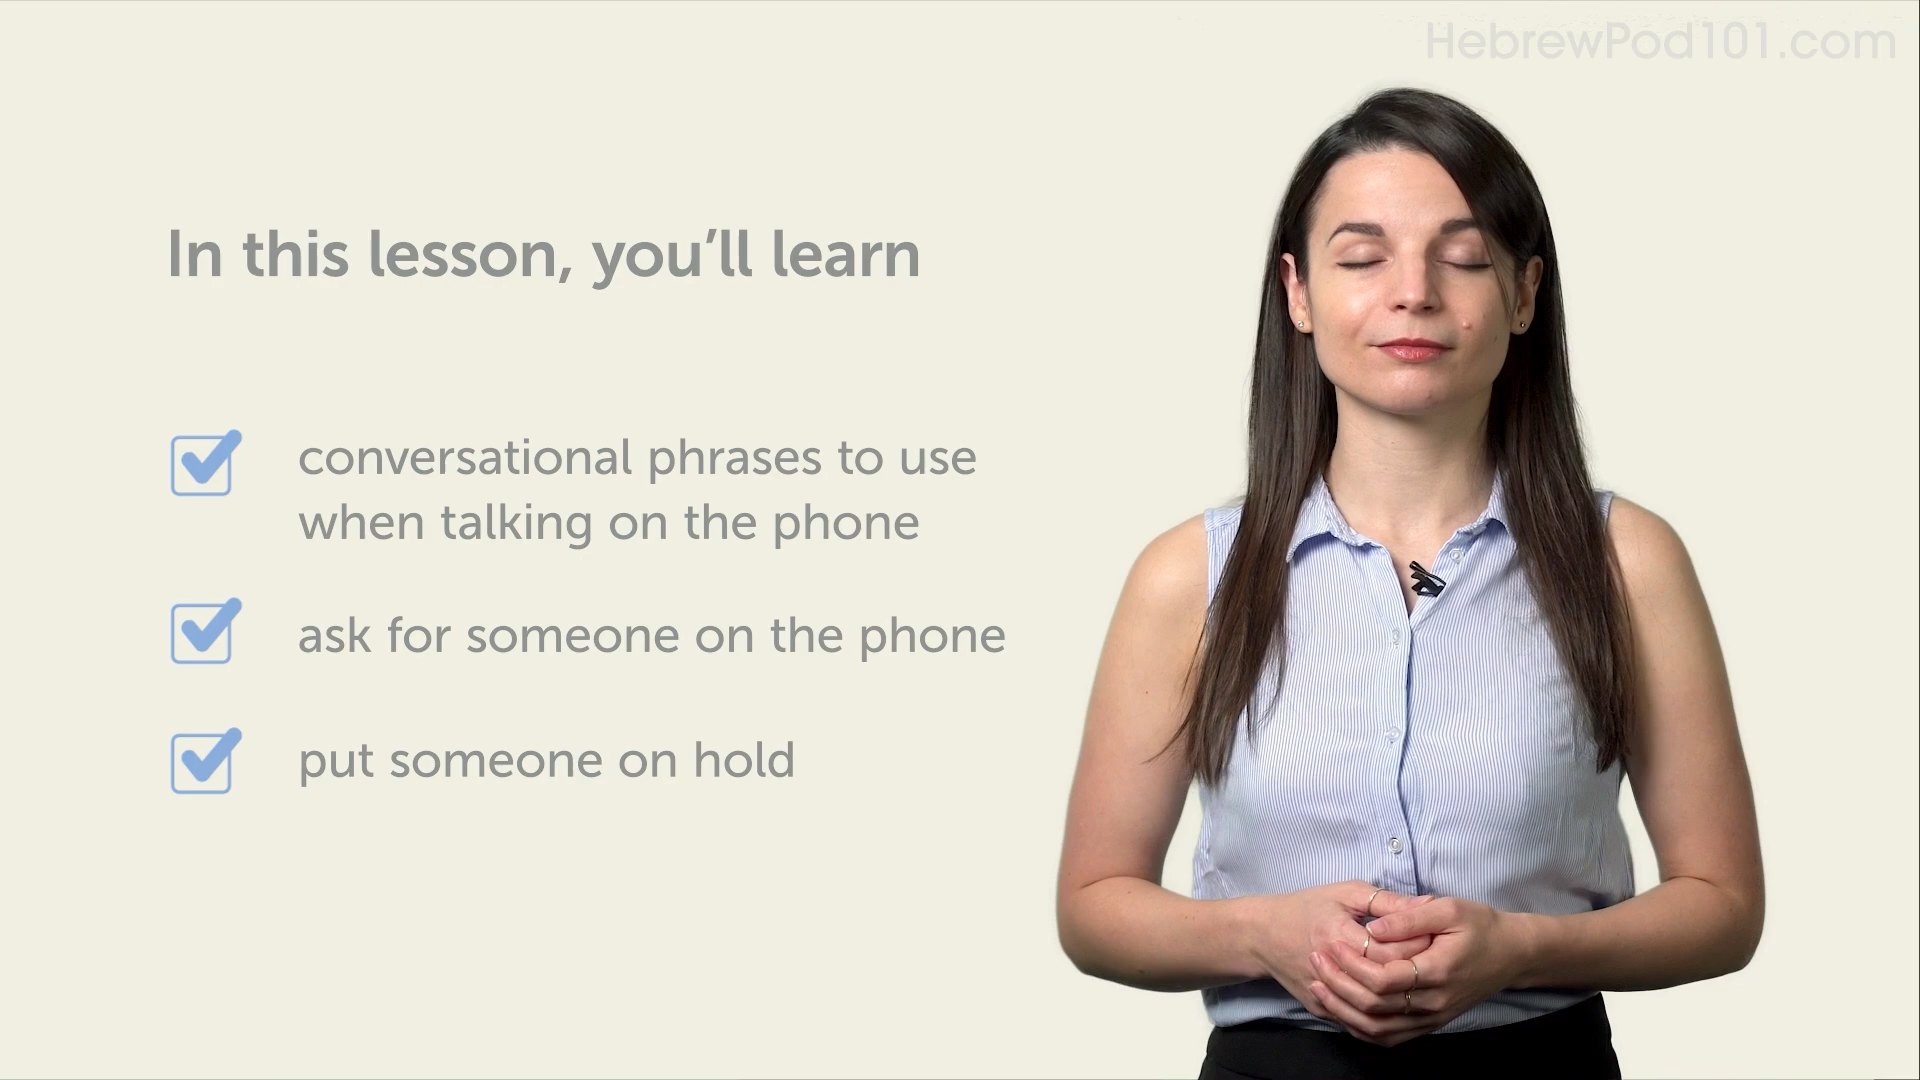 HebrewPod101.com
In this lesson, you’ll learn
conversational phrases to use
when talking on the phone
ask for someone on the phone
put someone on hold